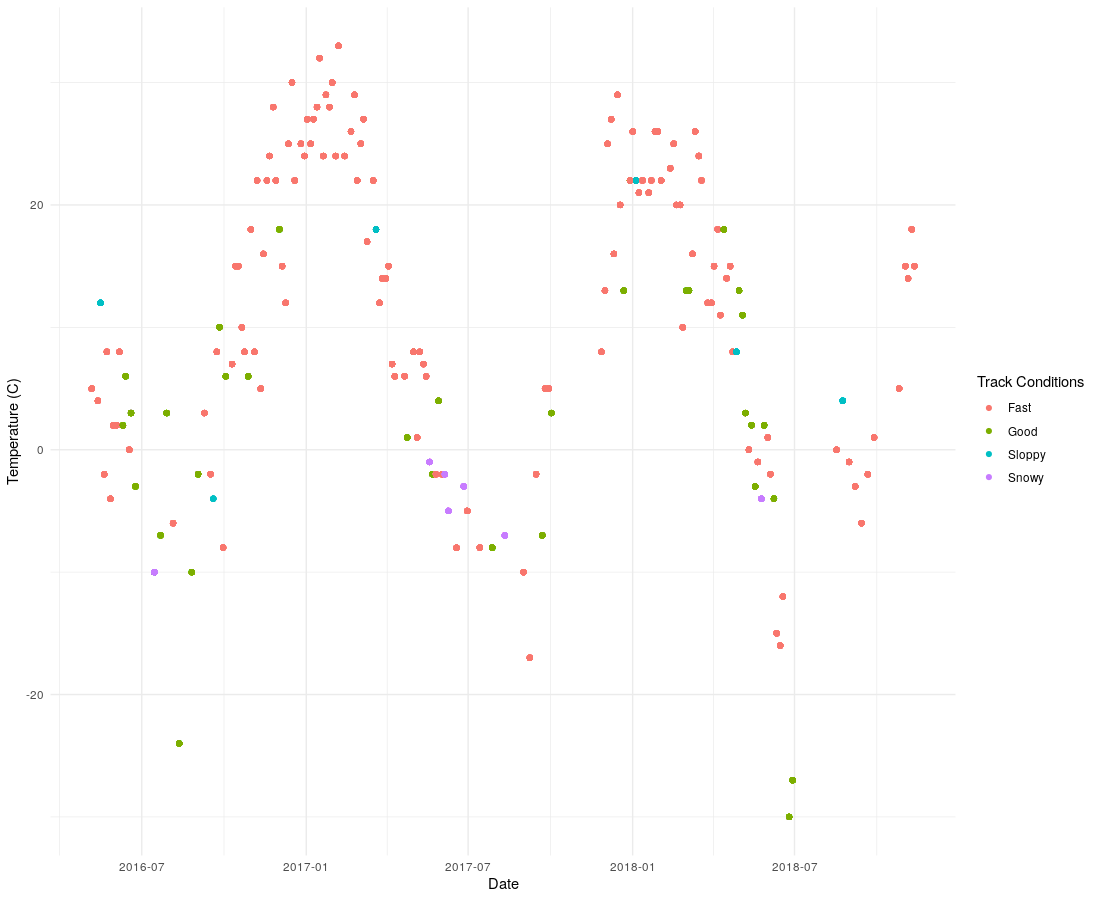 Temperature (C)
20
0
-20
2016-07
2017-01
2017-07
2018-01
2018-07
Date
Track Conditions
Fast
Good
Sloppy
Snowy